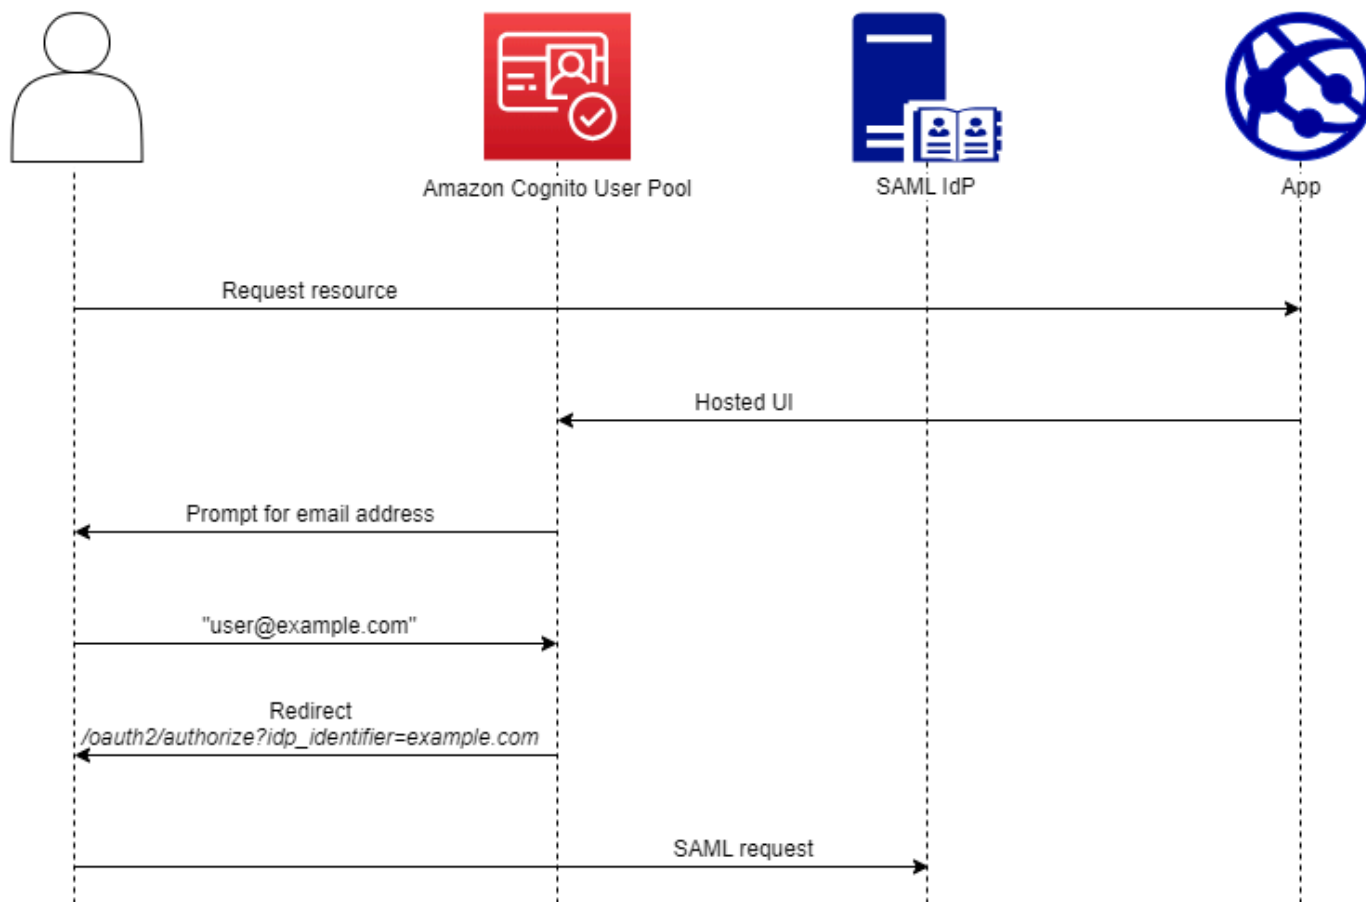 Amazon Cognito User Pool
SAML IdP
App
Request resource
Hosted UI
Prompt for email address
"user@example.com"
Redirect
/oauth2/authorize?idp_identifier=example.com
SAML request